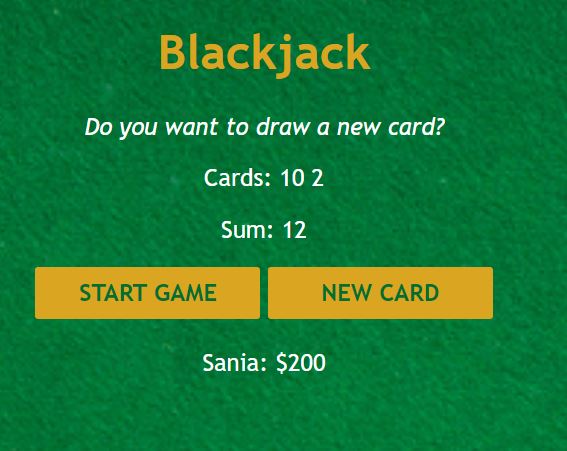 Blackjack
Do you want to draw a new card?
Cards: 10 2
Sum: 12
START GAME NEW CARD
Sania: $200